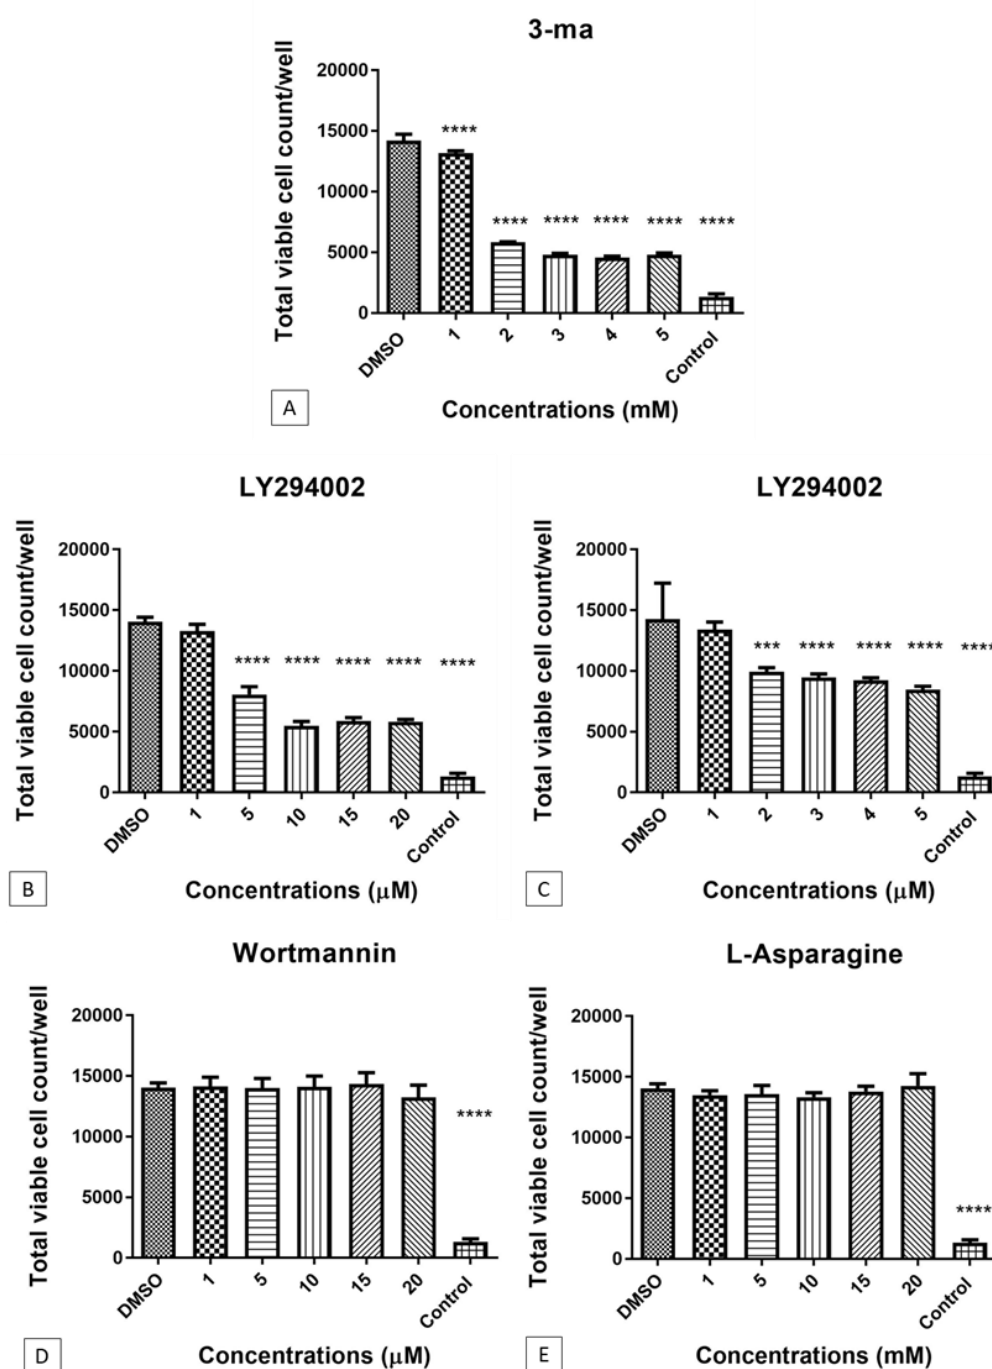 3-ma
Total viable cell count/well
20000
15000
10000
5000
0
****
**** **** **** **** ****
DMSO 1 2 3 4 5 Control
Concentrations (mM)
A
LY294002
Total viable cell count/well
20000
15000
10000
5000
0
**** **** **** **** ****
DMSO 1 5 10 15 20 Control
Concentrations (μM)
B
LY294002
Total viable cell count/well
20000
15000
10000
5000
0
*** **** **** **** ****
DMSO 1 2 3 4 5 Control
Concentrations (μM)
C
Wortmannin
Total viable cell count/well
20000
15000
10000
5000
0
****
DMSO 1 5 10 15 20 Control
Concentrations (μM)
D
L-Asparagine
Total viable cell count/well
20000
15000
10000
5000
0
****
DMSO 1 5 10 15 20 Control
Concentrations (mM)
E